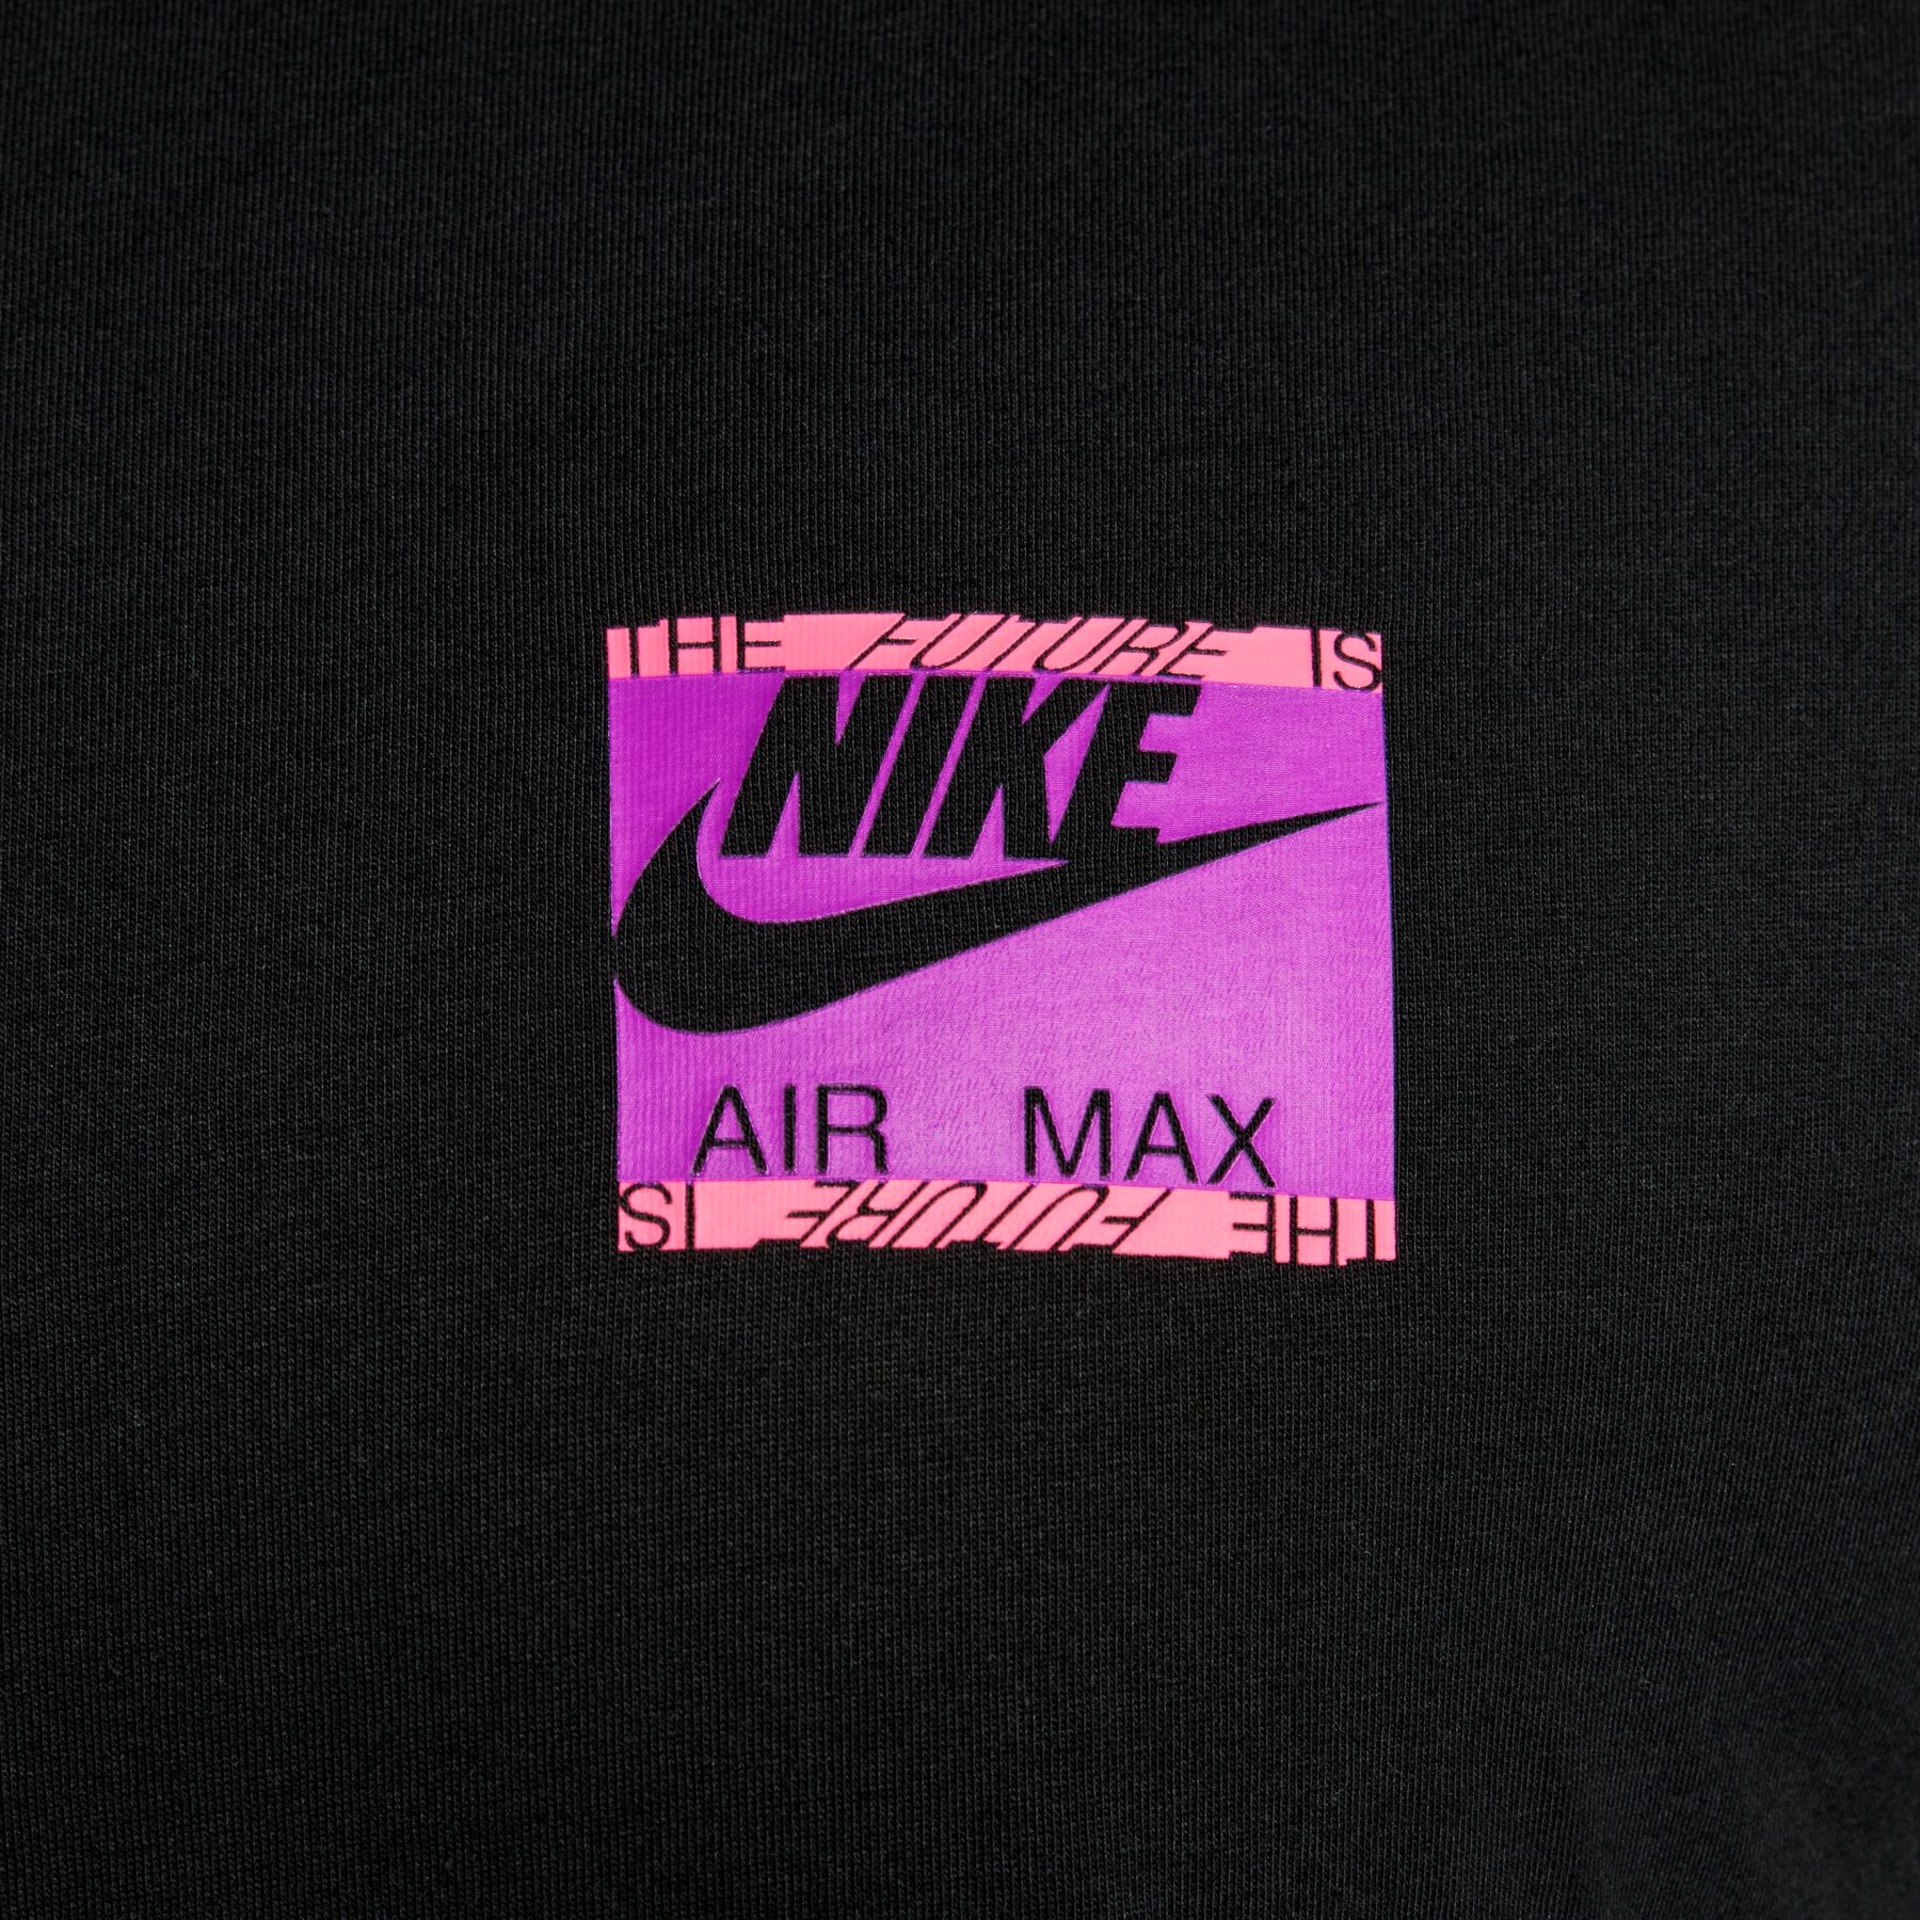 THE FUTURE IS
NIKE
AIR MAX
THE FUTURE IS